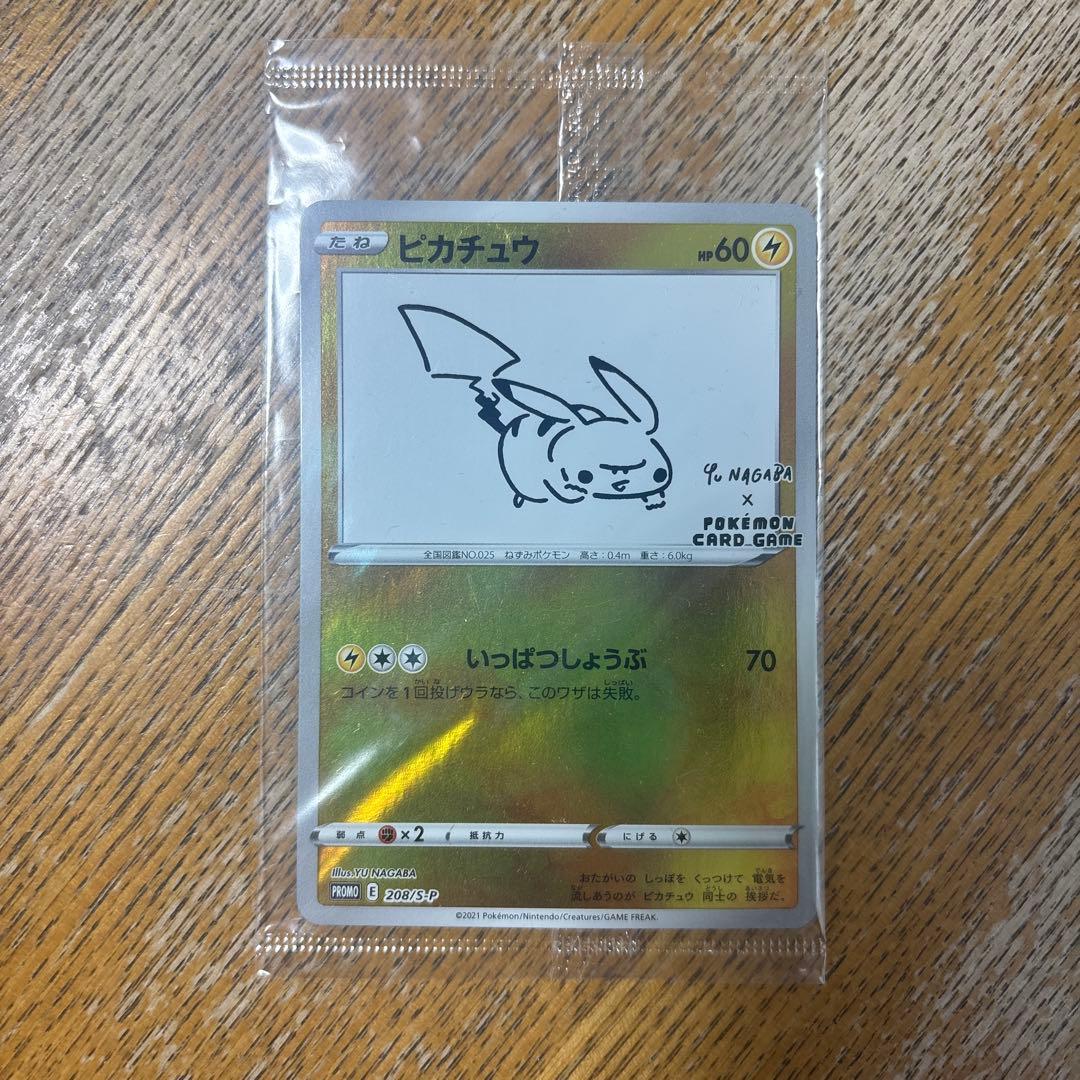 たね ピカチュウ HP60
Yu NAGABA
×
POKÉMON
CARD GAME
全国図鑑NO.025 ねずみポケモン 高さ:0.4m 重さ:6.0kg
いっぱつしょうぶ 70
コインを1回投げウラなら、このワザは失敗。
弱点 ×2 抵抗力 にげる
Illus.YU NAGABA
PROMO E 208/S-P
おたがいの しっぽを くっつけて 電気を
流しあうのが ピカチュウ 同士の 挨拶だ。
©2021 Pokémon/Nintendo/Creatures/GAME FREAK.